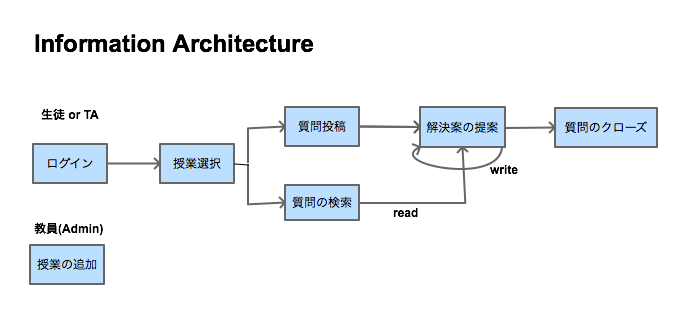 Information Architecture
生徒 or TA
ログイン
授業選択
質問投稿
解決案の提案
質問のクローズ
write
質問の検索
read
教員(Admin)
授業の追加